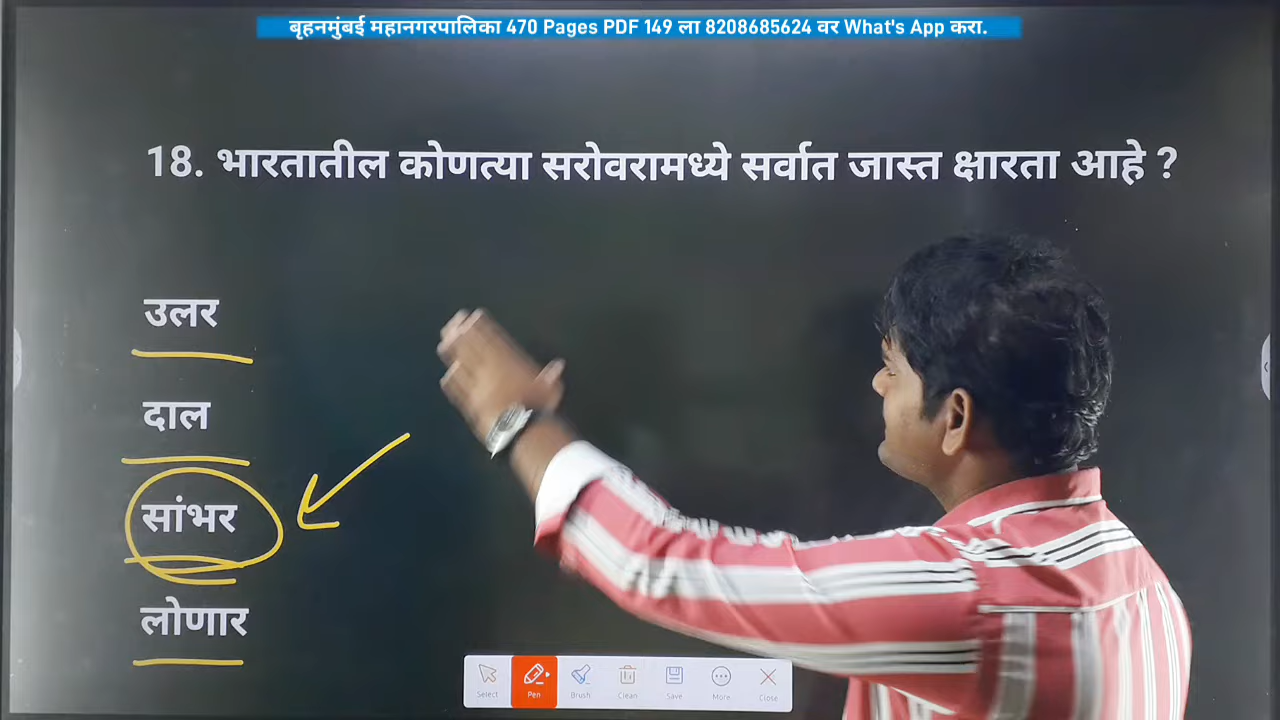 बृहनमुंबई महानगरपालिका 470 Pages PDF 149 ला 8208685624 वर What's App करा.
18. भारतातील कोणत्या सरोवरामध्ये सर्वात जास्त क्षारता आहे ?
उलर
दाल
सांभर
लोणार
Select Pen Brush Clean Save More Close